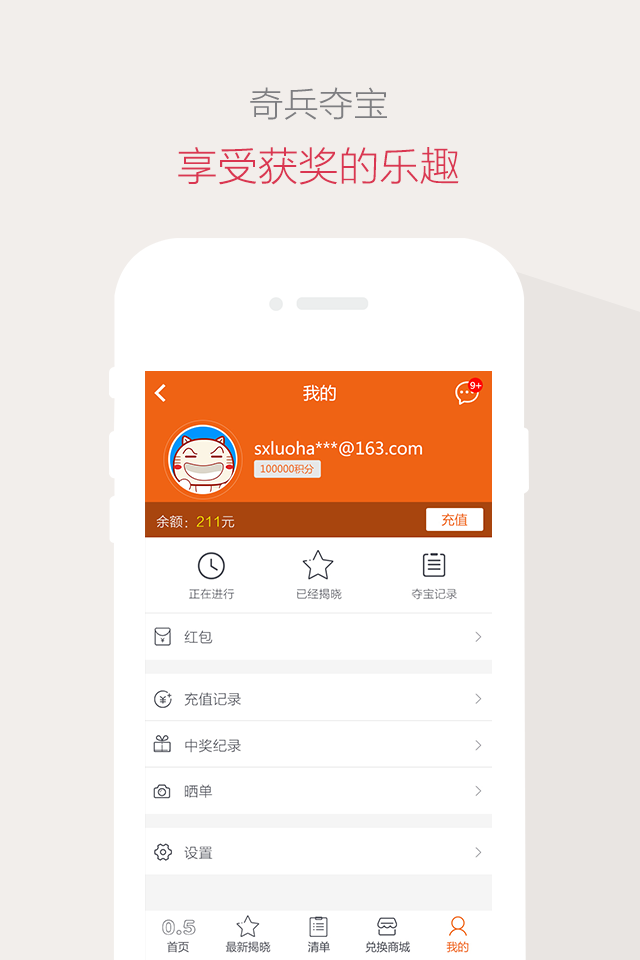 奇兵夺宝
享受获奖的乐趣
我的
9+
sxluoha***@163.com
100000积分
余额：211元
充值
正在进行
已经揭晓
夺宝记录
红包
充值记录
中奖纪录
晒单
设置
0.5
首页
最新揭晓
清单
兑换商城
我的